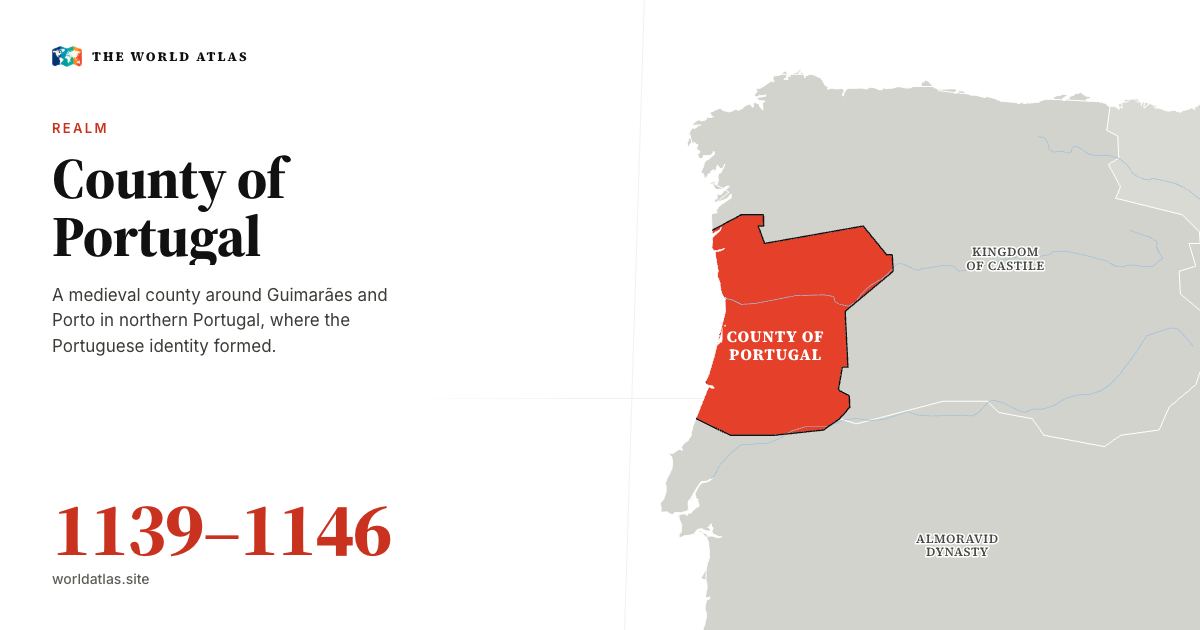 THE WORLD ATLAS
REALM
County of
Portugal
A medieval county around Guimarães and
Porto in northern Portugal, where the
Portuguese identity formed.
1139–1146
worldatlas.site
KINGDOM
OF CASTILE
COUNTY OF
PORTUGAL
ALMORAVID
DYNASTY